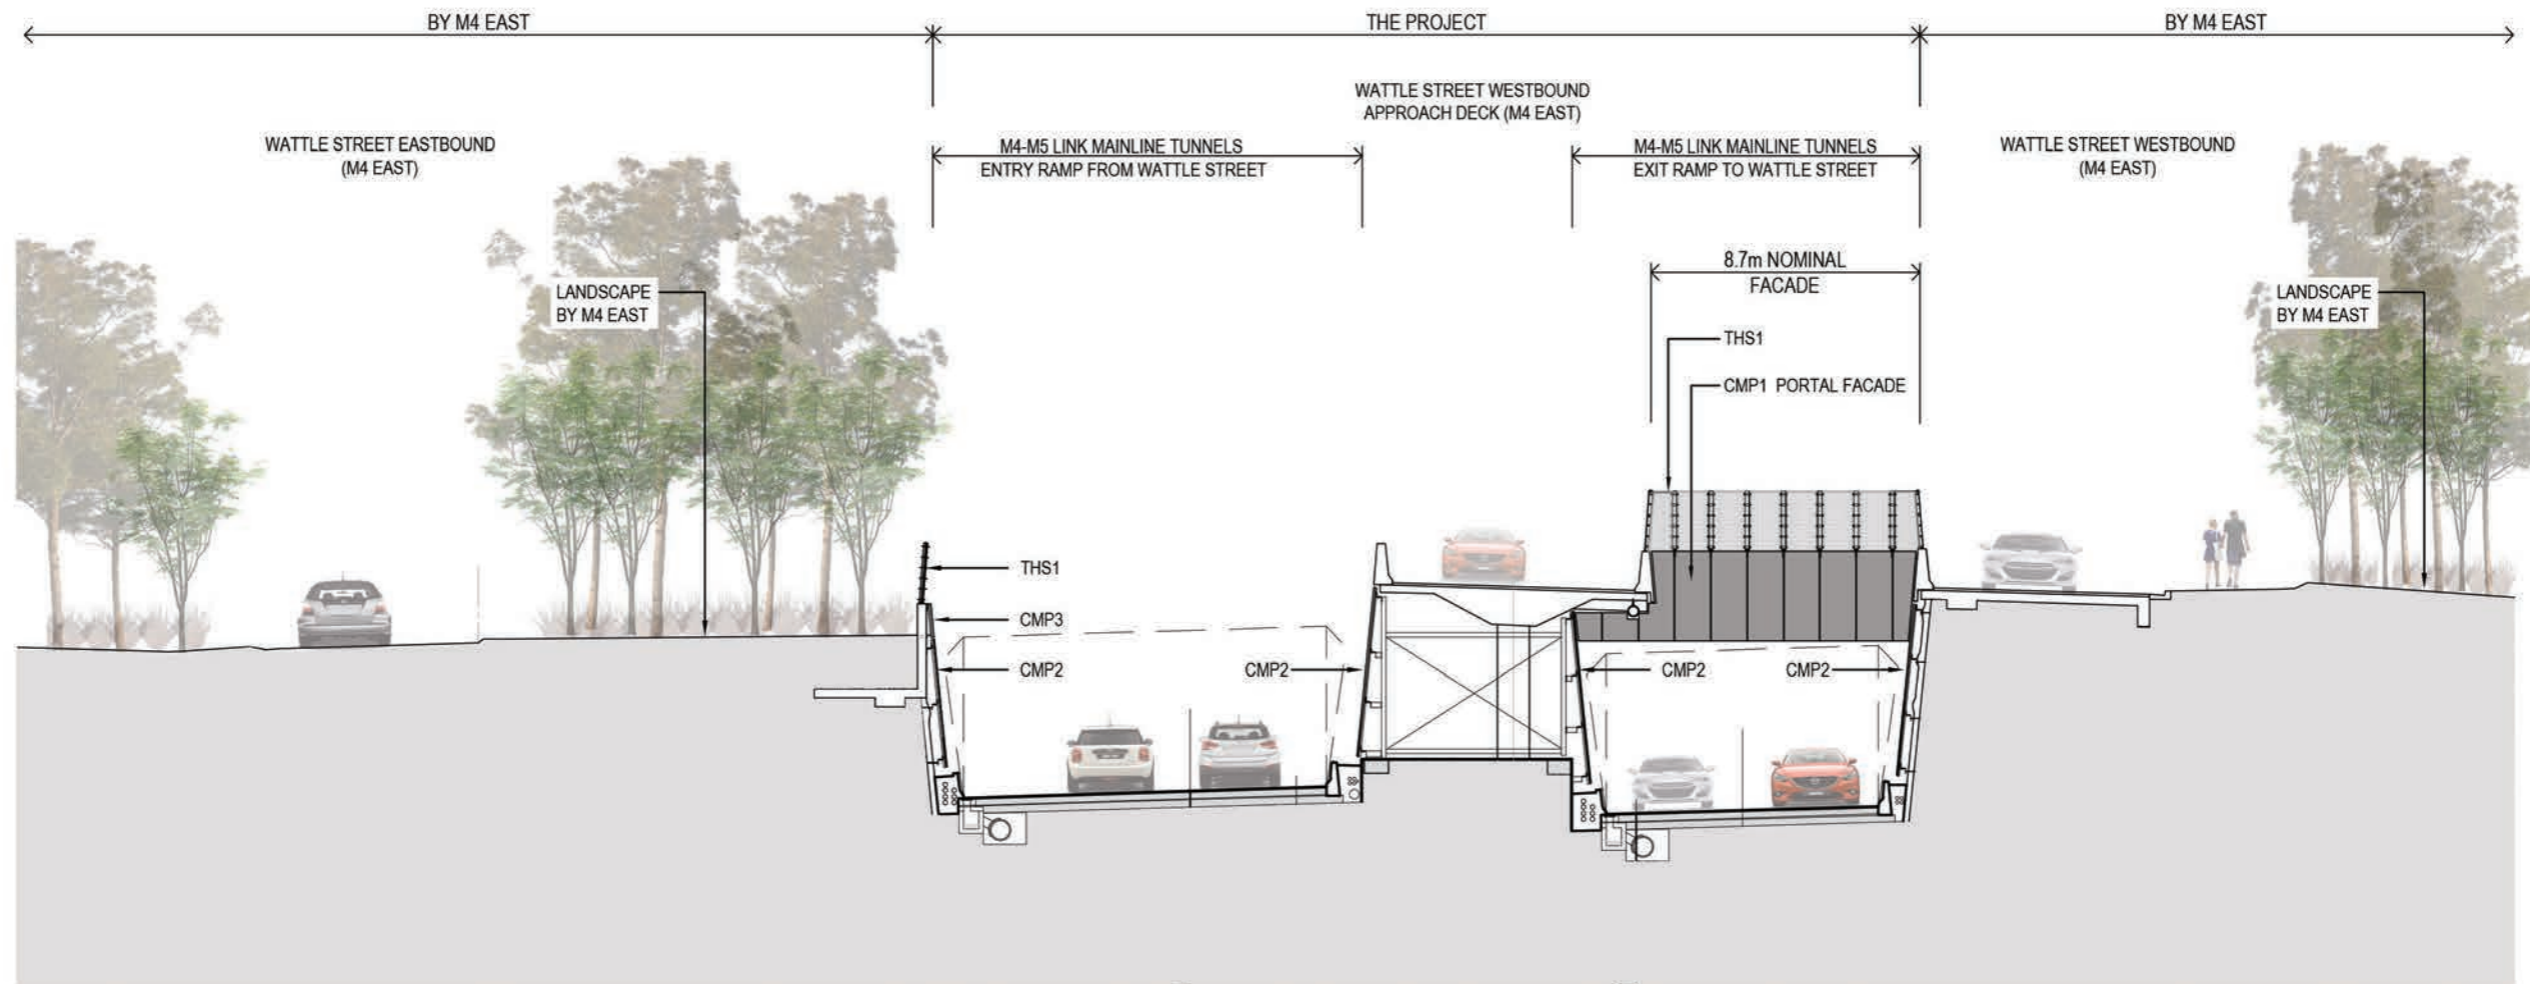 BY M4 EAST
THE PROJECT
BY M4 EAST
WATTLE STREET WESTBOUND
APPROACH DECK (M4 EAST)
WATTLE STREET EASTBOUND
(M4 EAST)
M4-M5 LINK MAINLINE TUNNELS
ENTRY RAMP FROM WATTLE STREET
M4-M5 LINK MAINLINE TUNNELS
EXIT RAMP TO WATTLE STREET
WATTLE STREET WESTBOUND
(M4 EAST)
8.7m NOMINAL
FACADE
LANDSCAPE
BY M4 EAST
LANDSCAPE
BY M4 EAST
THS1
CMP1 PORTAL FACADE
THS1
CMP3
CMP2
CMP2
CMP2
CMP2